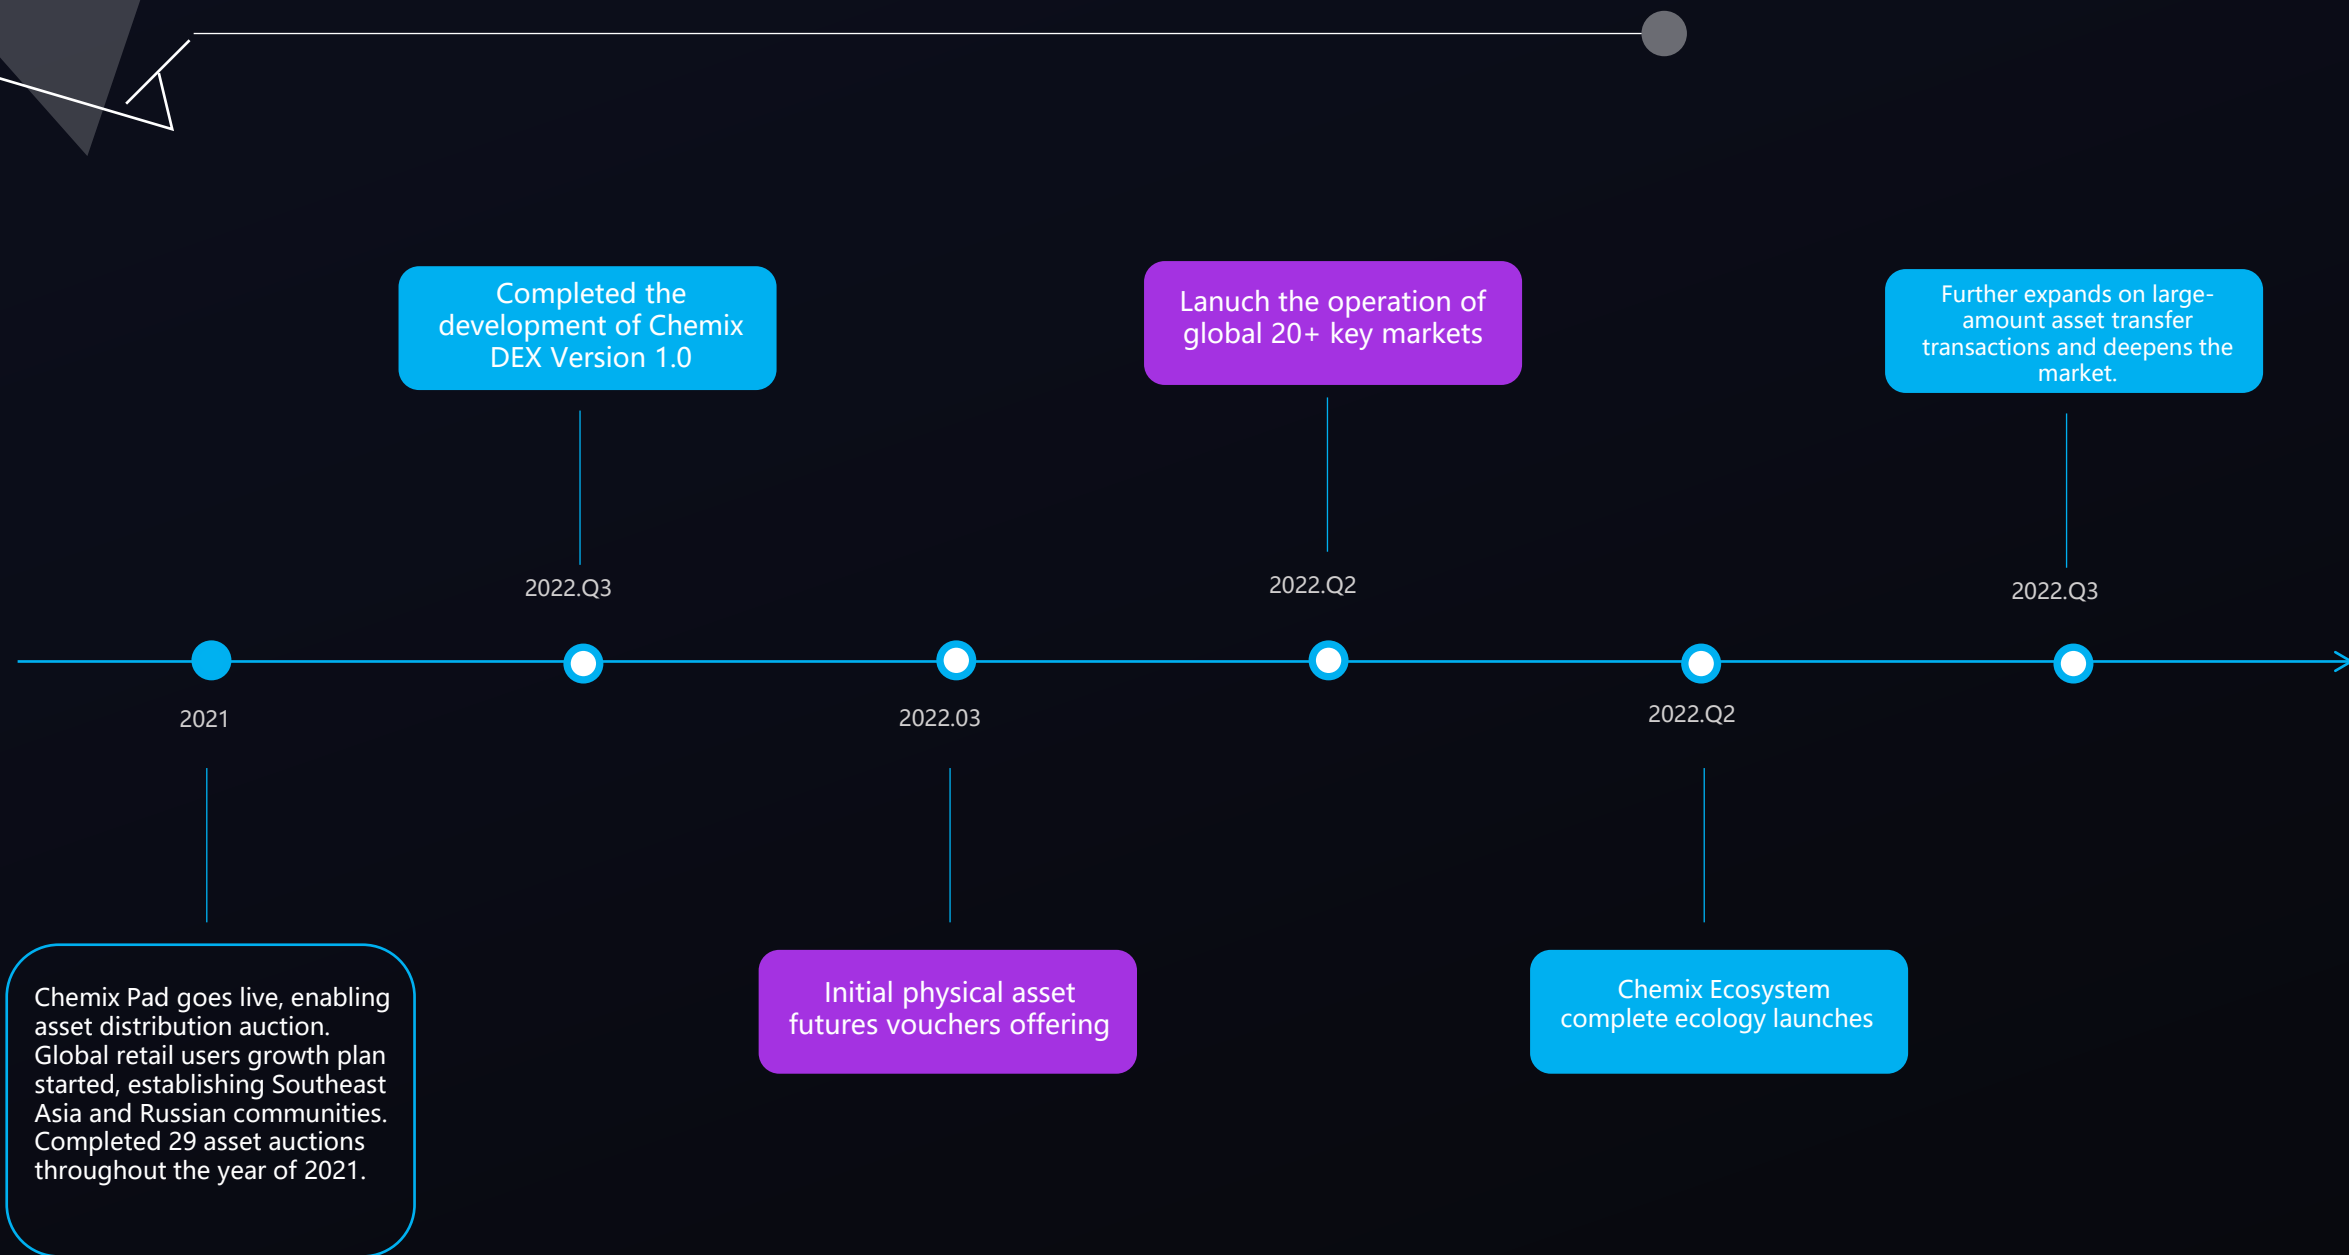 Completed the
development of Chemix
DEX Version 1.0
Lanuch the operation of
global 20+ key markets
Further expands on large-
amount asset transfer
transactions and deepens the
market.
2022.Q3
2022.Q2
2022.Q3
2021
2022.03
2022.Q2
Chemix Pad goes live, enabling
asset distribution auction.
Global retail users growth plan
started, establishing Southeast
Asia and Russian communities.
Completed 29 asset auctions
throughout the year of 2021.
Initial physical asset
futures vouchers offering
Chemix Ecosystem
complete ecology launches